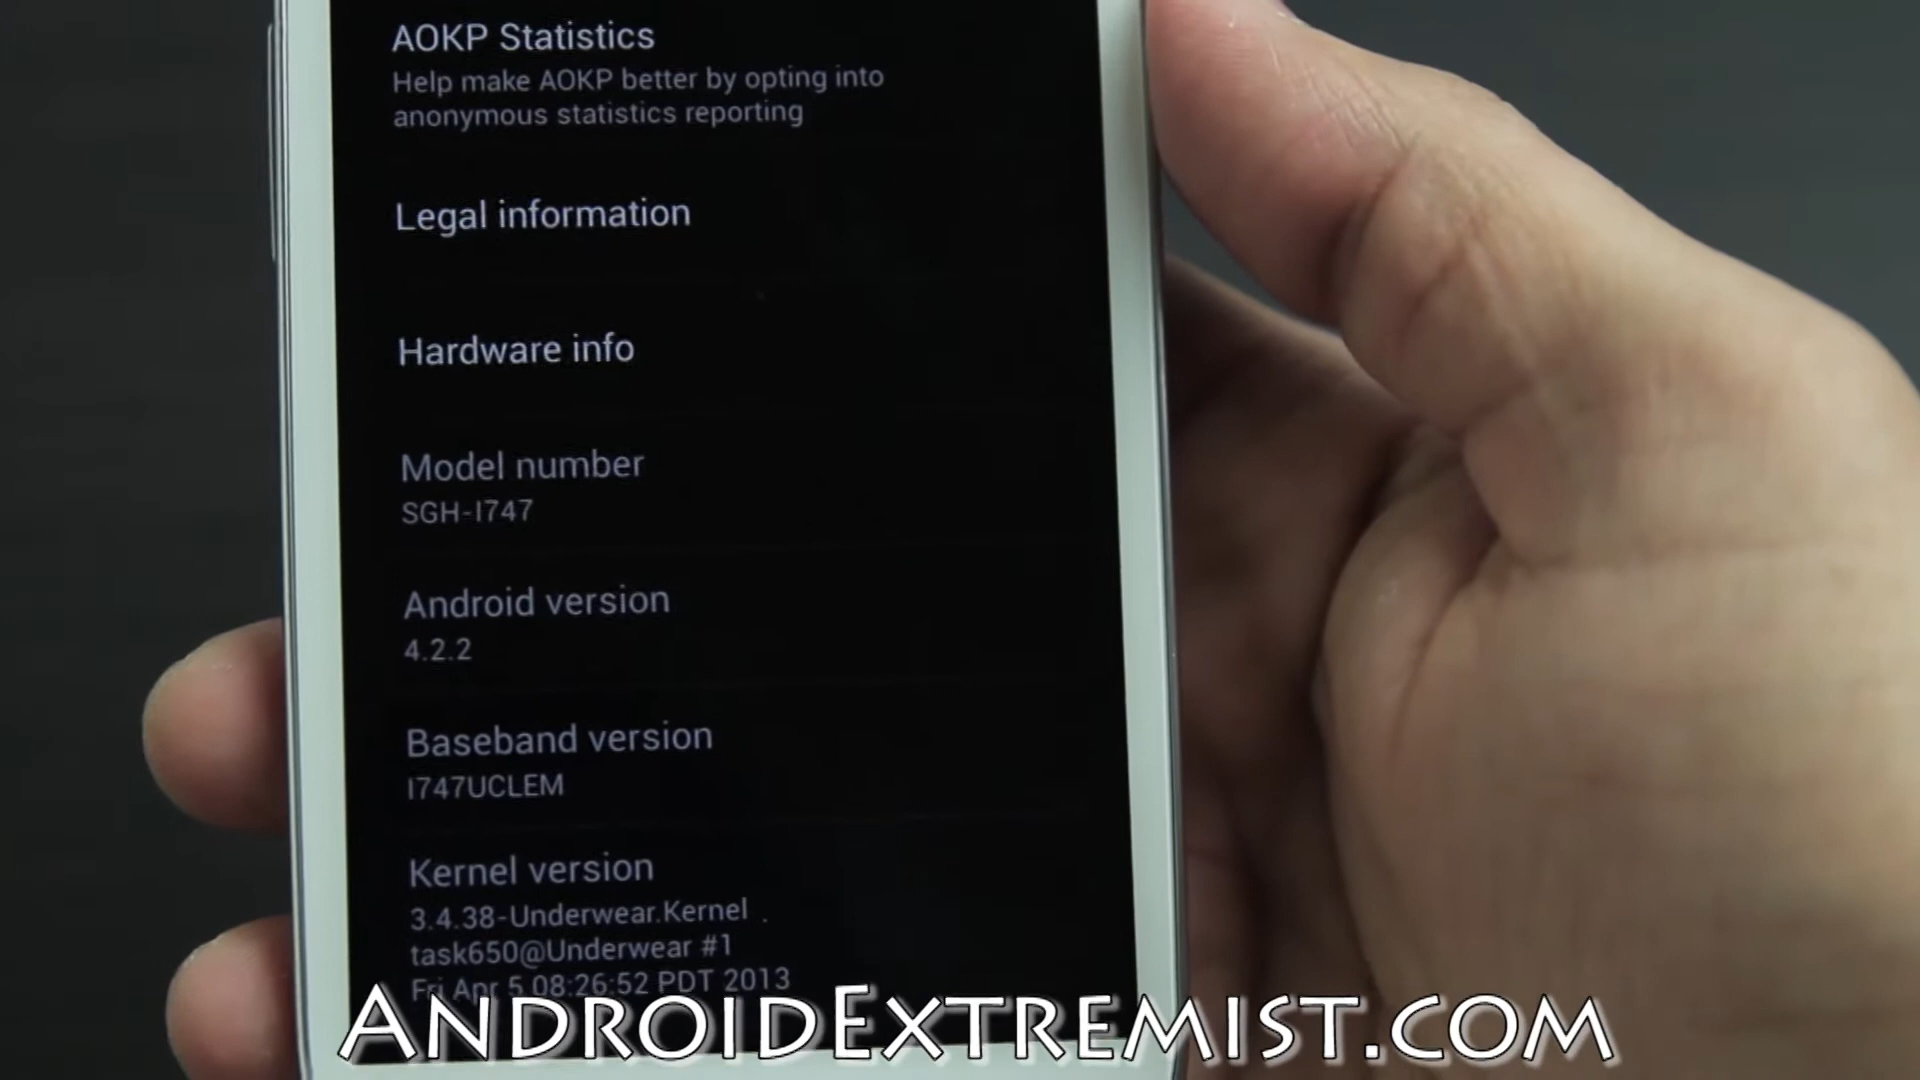 AOKP Statistics
Help make AOKP better by opting into
anonymous statistics reporting
Legal information
Hardware info
Model number
SGH-I747
Android version
4.2.2
Baseband version
I747UCLEM
Kernel version
3.4.38-Underwear.Kernel
task650@Underwear #1
Fri Apr 5 08:26:52 PDT 2013
AndroidExtremist.com